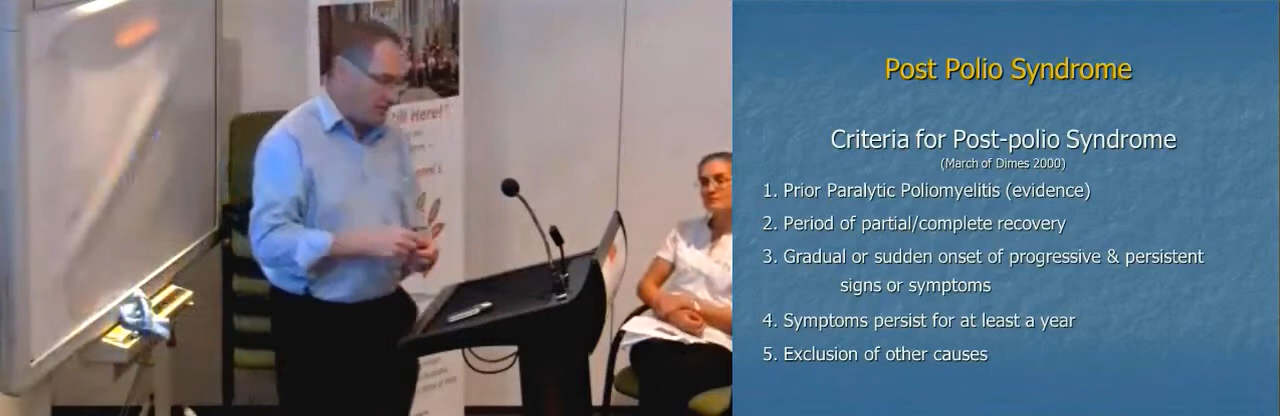 till Here!"
Post Polio Syndrome
Criteria for Post-polio Syndrome
(March of Dimes 2000)
1. Prior Paralytic Poliomyelitis (evidence)
2. Period of partial/complete recovery
3. Gradual or sudden onset of progressive & persistent
signs or symptoms
4. Symptoms persist for at least a year
5. Exclusion of other causes